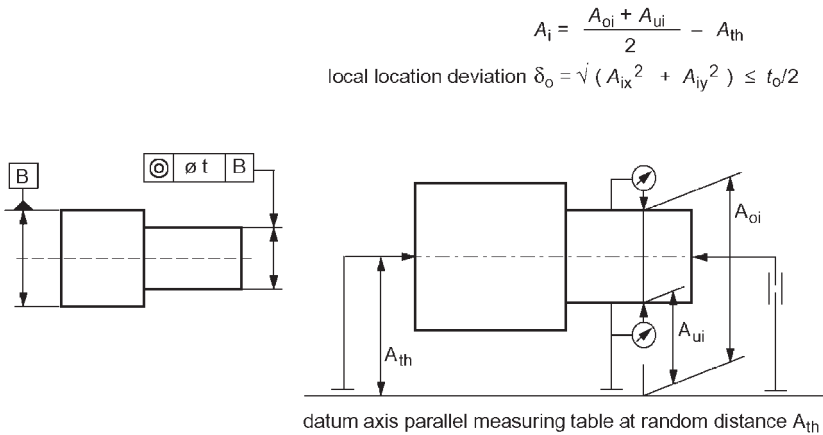 A_i = (A_oi + A_ui)/2 − A_th
local location deviation δ_o = √ ( A_ix² + A_iy² ) ≤ t_o/2
B
◎ ø t B
A_oi
A_ui
A_th
datum axis parallel measuring table at random distance A_th